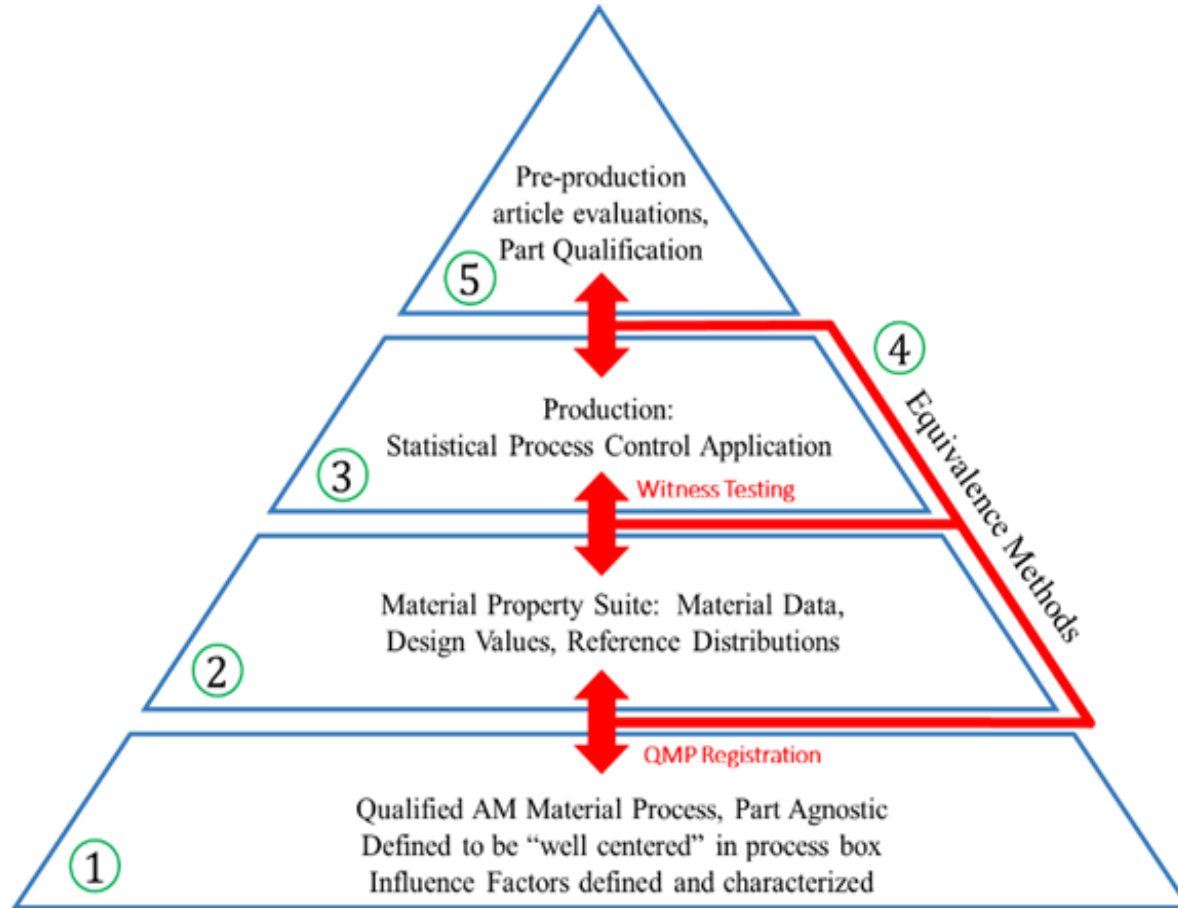 Pre-production
article evaluations,
Part Qualification
5
4
Equivalence Methods
Production:
Statistical Process Control Application
3
Witness Testing
Material Property Suite: Material Data,
Design Values, Reference Distributions
2
QMP Registration
Qualified AM Material Process, Part Agnostic
Defined to be “well centered” in process box
Influence Factors defined and characterized
1